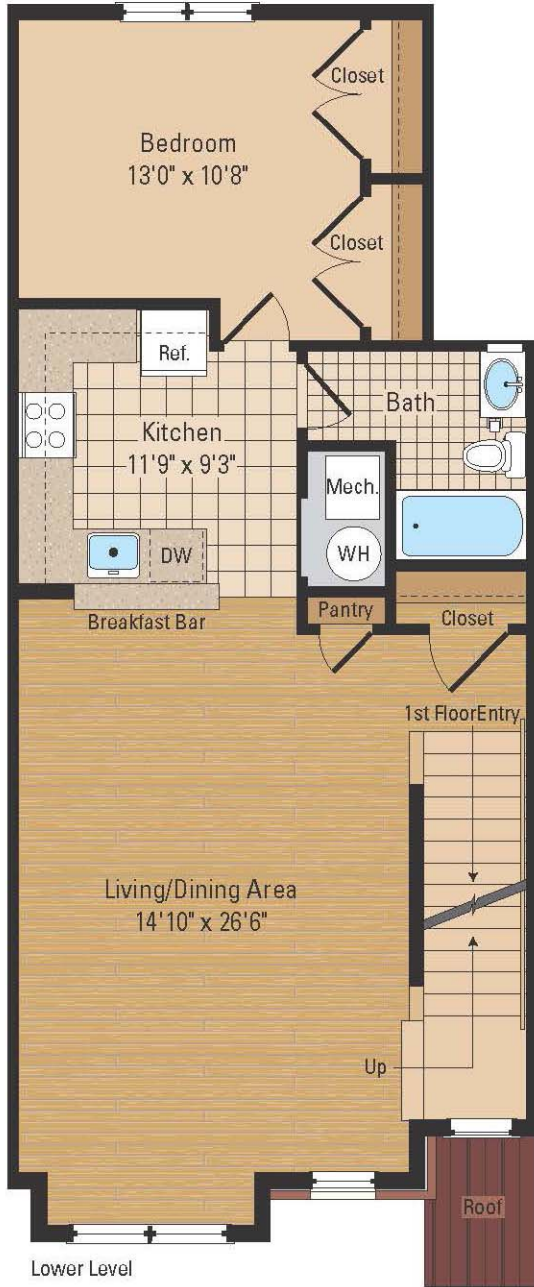 Closet
Bedroom
13'0" x 10'8"
Closet
Ref.
Bath
Kitchen
11'9" x 9'3"
Mech.
DW
WH
Pantry
Closet
Breakfast Bar
1st FloorEntry
Living/Dining Area
14'10" x 26'6"
Up
Roof
Lower Level